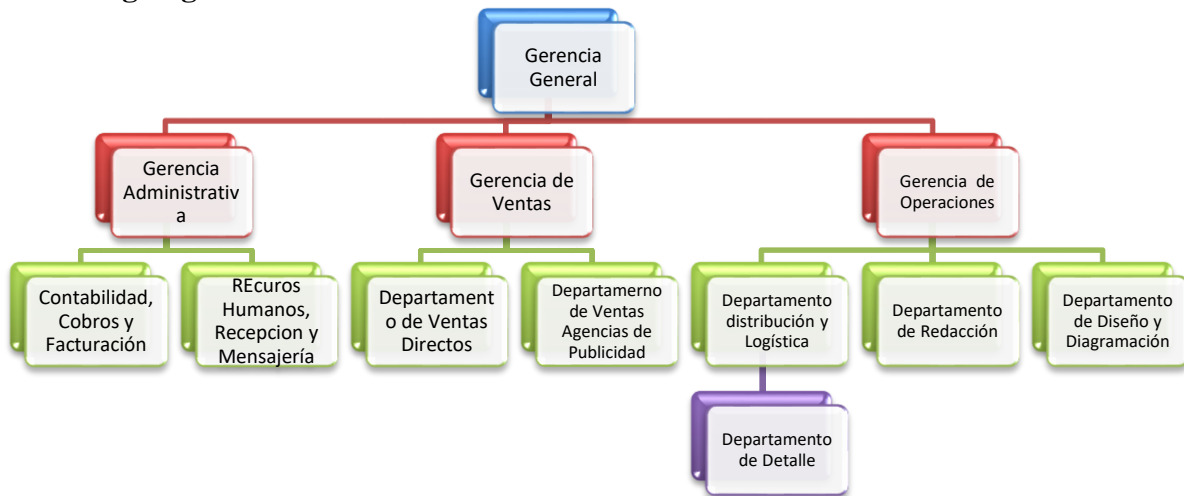 Gerencia
General
Gerencia
Administrativ
a
Gerencia de
Ventas
Gerencia de
Operaciones
Contabilidad,
Cobros y
Facturación
REcuros
Humanos,
Recepcion y
Mensajería
Departament
o de Ventas
Directos
Departamerno
de Ventas
Agencias de
Publicidad
Departamento
distribución y
Logística
Departamento
de Redacción
Departamento
de Diseño y
Diagramación
Departamento
de Detalle